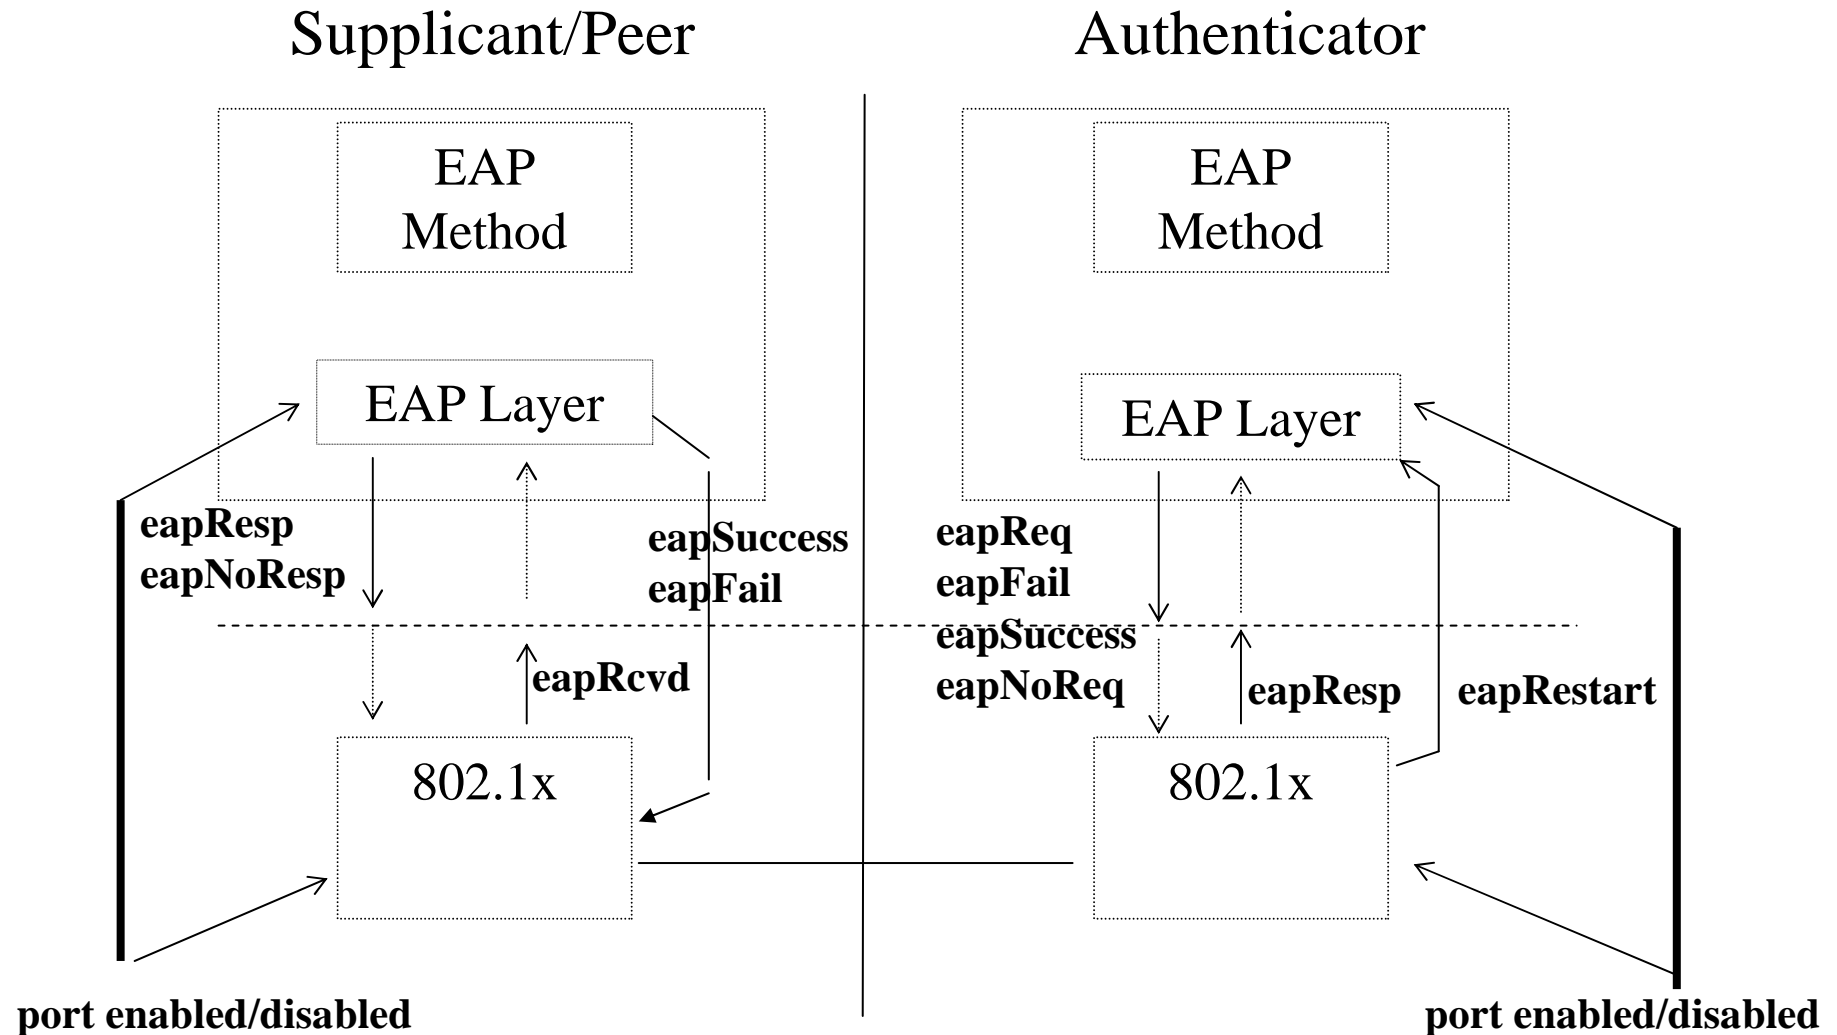 Supplicant/Peer
Authenticator
EAP
Method
EAP
Method
EAP Layer
EAP Layer
eapResp
eapNoResp
eapSuccess
eapFail
eapReq
eapFail
eapSuccess
eapNoReq
eapRcvd
eapResp
eapRestart
802.1x
802.1x
port enabled/disabled
port enabled/disabled